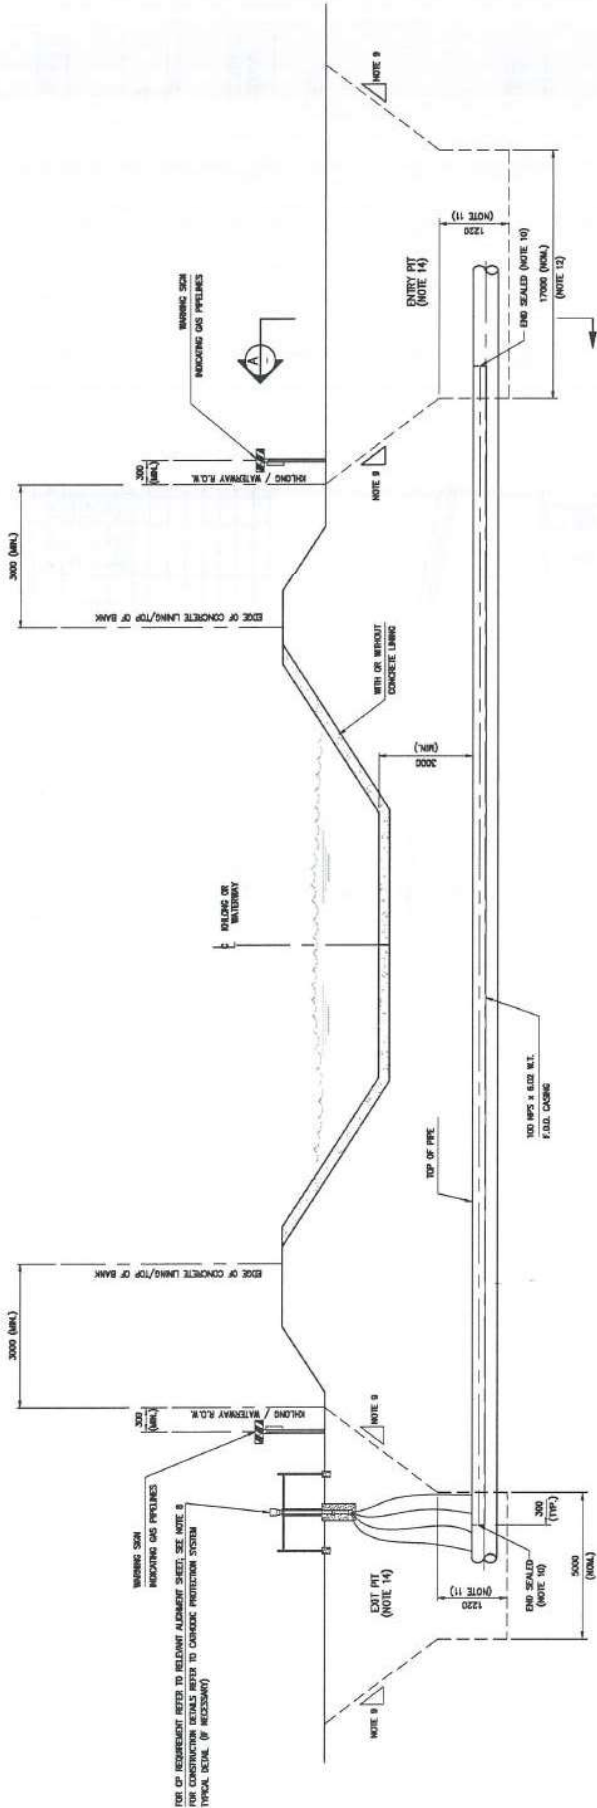 FOR CP REQUIREMENT REFER TO RELEVANT ALIGNMENT SHEET; SEE NOTE 8
FOR CONSTRUCTION DETAILS REFER TO CATHODIC PROTECTION SYSTEM
TYPICAL DETAIL (IF NECESSARY)
WARNING SIGN
INDICATING GAS PIPELINES
300
(MIN.)
KHLONG / WATERWAY R.O.W.
3000 (MIN.)
EDGE OF CONCRETE LINING/TOP OF BANK
℄ KHLONG OR
WATERWAY
EDGE OF CONCRETE LINING/TOP OF BANK
3000 (MIN.)
300
(MIN.)
KHLONG / WATERWAY R.O.W.
WARNING SIGN
INDICATING GAS PIPELINES
A
-
NOTE 9
NOTE 9
NOTE 9
NOTE 9
WITH OR WITHOUT
CONCRETE LINING
3000
(MIN.)
EXIT PIT
(NOTE 14)
1220
(NOTE 11)
END SEALED
(NOTE 10)
300
(TYP.)
5000
(NOM.)
TOP OF PIPE
100 NPS x 6.02 W.T.
F.D.D. CASING
ENTRY PIT
(NOTE 14)
1220
(NOTE 11)
END SEALED (NOTE 10)
17000 (NOM.)
(NOTE 12)